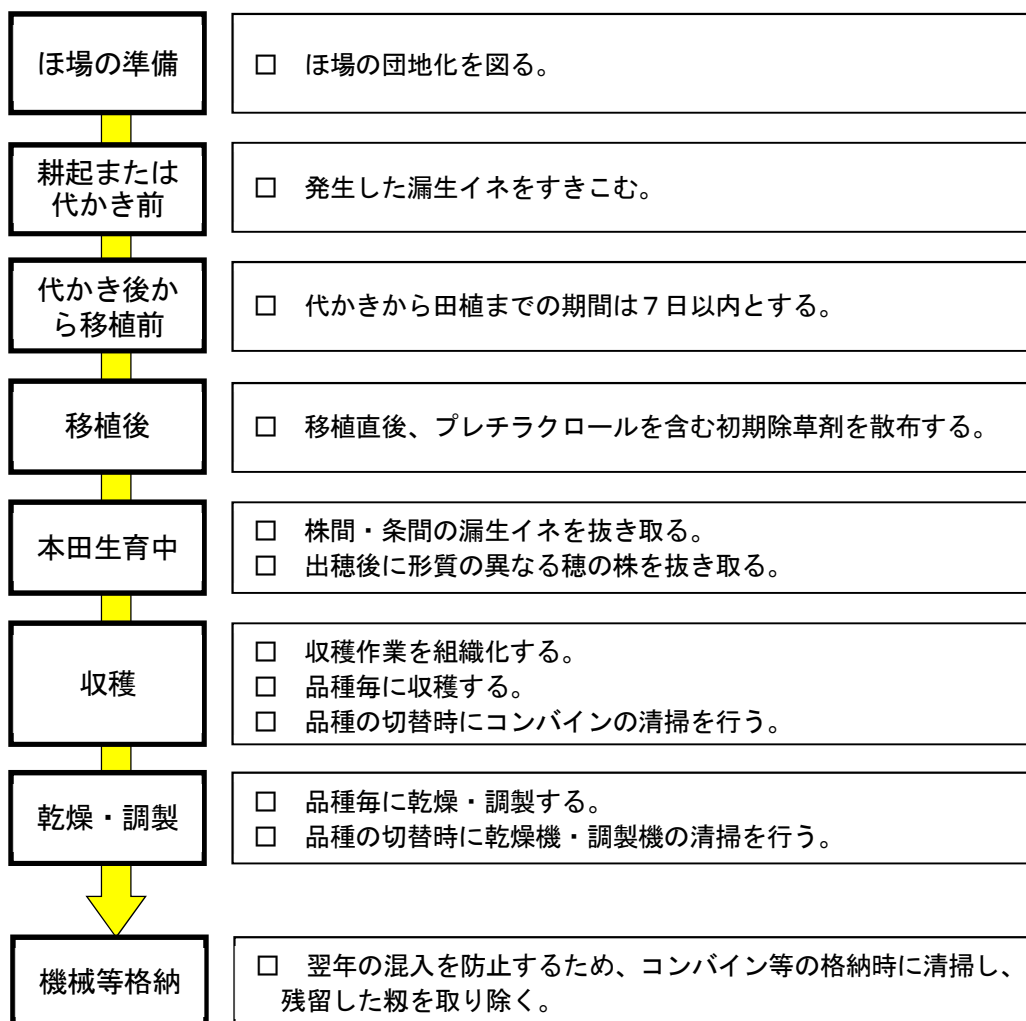 ほ場の準備
□　ほ場の団地化を図る。
耕起または
代かき前
□　発生した漏生イネをすきこむ。
代かき後か
ら移植前
□　代かきから田植までの期間は７日以内とする。
移植後
□　移植直後、プレチラクロールを含む初期除草剤を散布する。
本田生育中
□　株間・条間の漏生イネを抜き取る。
□　出穂後に形質の異なる穂の株を抜き取る。
収穫
□　収穫作業を組織化する。
□　品種毎に収穫する。
□　品種の切替時にコンバインの清掃を行う。
乾燥・調製
□　品種毎に乾燥・調製する。
□　品種の切替時に乾燥機・調製機の清掃を行う。
機械等格納
□　翌年の混入を防止するため、コンバイン等の格納時に清掃し、
残留した籾を取り除く。